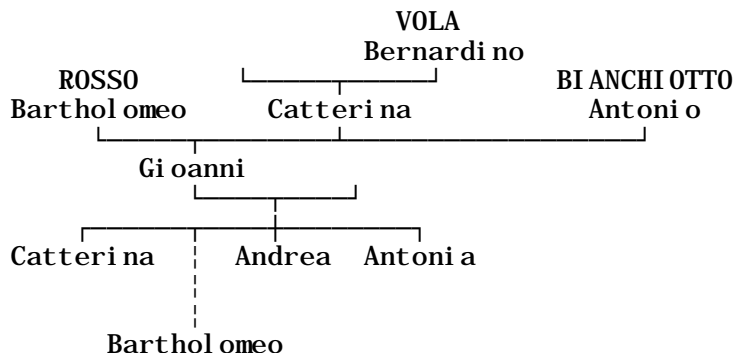 VOLA
Bernardino
ROSSO BIANCHIOTTO
Bartholomeo Catterina Antonio
Gioanni
Catterina Andrea Antonia
Bartholomeo